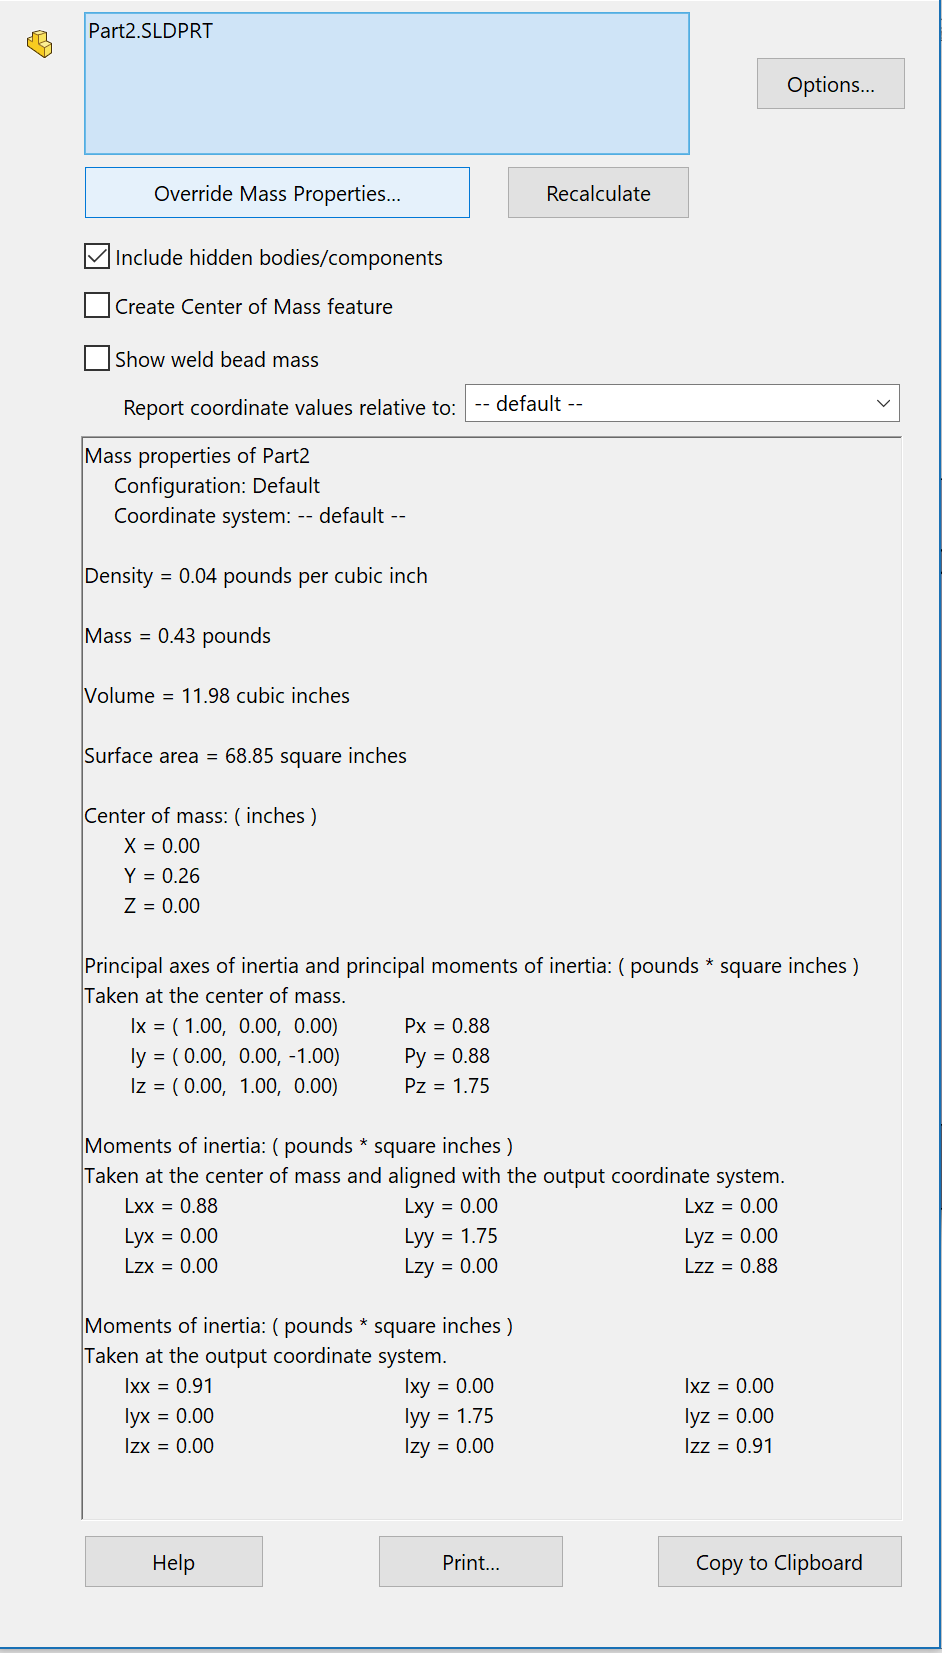 Part2.SLDPRT
Options...
Override Mass Properties...
Recalculate
Include hidden bodies/components
Create Center of Mass feature
Show weld bead mass
Report coordinate values relative to: -- default --
Mass properties of Part2
Configuration: Default
Coordinate system: -- default --
Density = 0.04 pounds per cubic inch
Mass = 0.43 pounds
Volume = 11.98 cubic inches
Surface area = 68.85 square inches
Center of mass: ( inches )
X = 0.00
Y = 0.26
Z = 0.00
Principal axes of inertia and principal moments of inertia: ( pounds * square inches )
Taken at the center of mass.
Ix = ( 1.00, 0.00, 0.00) Px = 0.88
Iy = ( 0.00, 0.00, -1.00) Py = 0.88
Iz = ( 0.00, 1.00, 0.00) Pz = 1.75
Moments of inertia: ( pounds * square inches )
Taken at the center of mass and aligned with the output coordinate system.
Lxx = 0.88 Lxy = 0.00 Lxz = 0.00
Lyx = 0.00 Lyy = 1.75 Lyz = 0.00
Lzx = 0.00 Lzy = 0.00 Lzz = 0.88
Moments of inertia: ( pounds * square inches )
Taken at the output coordinate system.
Ixx = 0.91 Ixy = 0.00 Ixz = 0.00
Iyx = 0.00 Iyy = 1.75 Iyz = 0.00
Izx = 0.00 Izy = 0.00 Izz = 0.91
Help
Print...
Copy to Clipboard